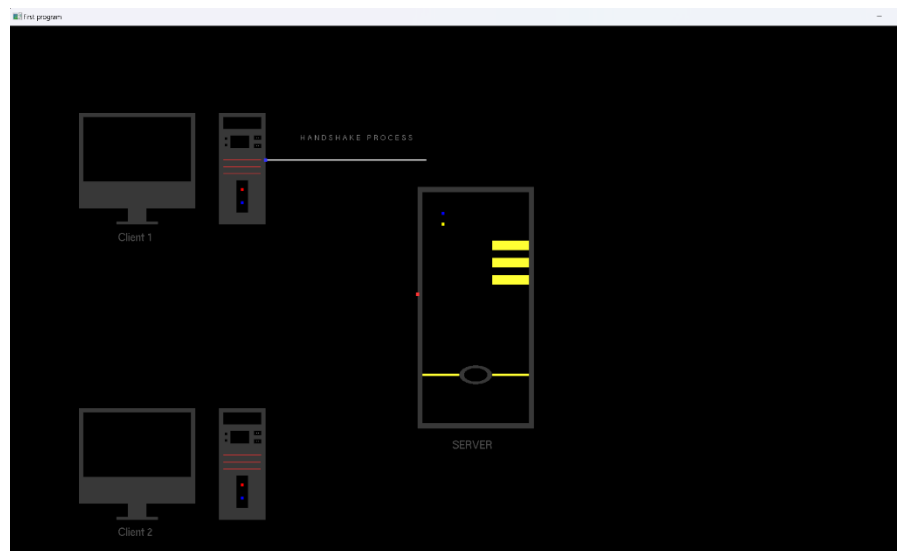 First program
HANDSHAKE PROCESS
Client 1
SERVER
Client 2